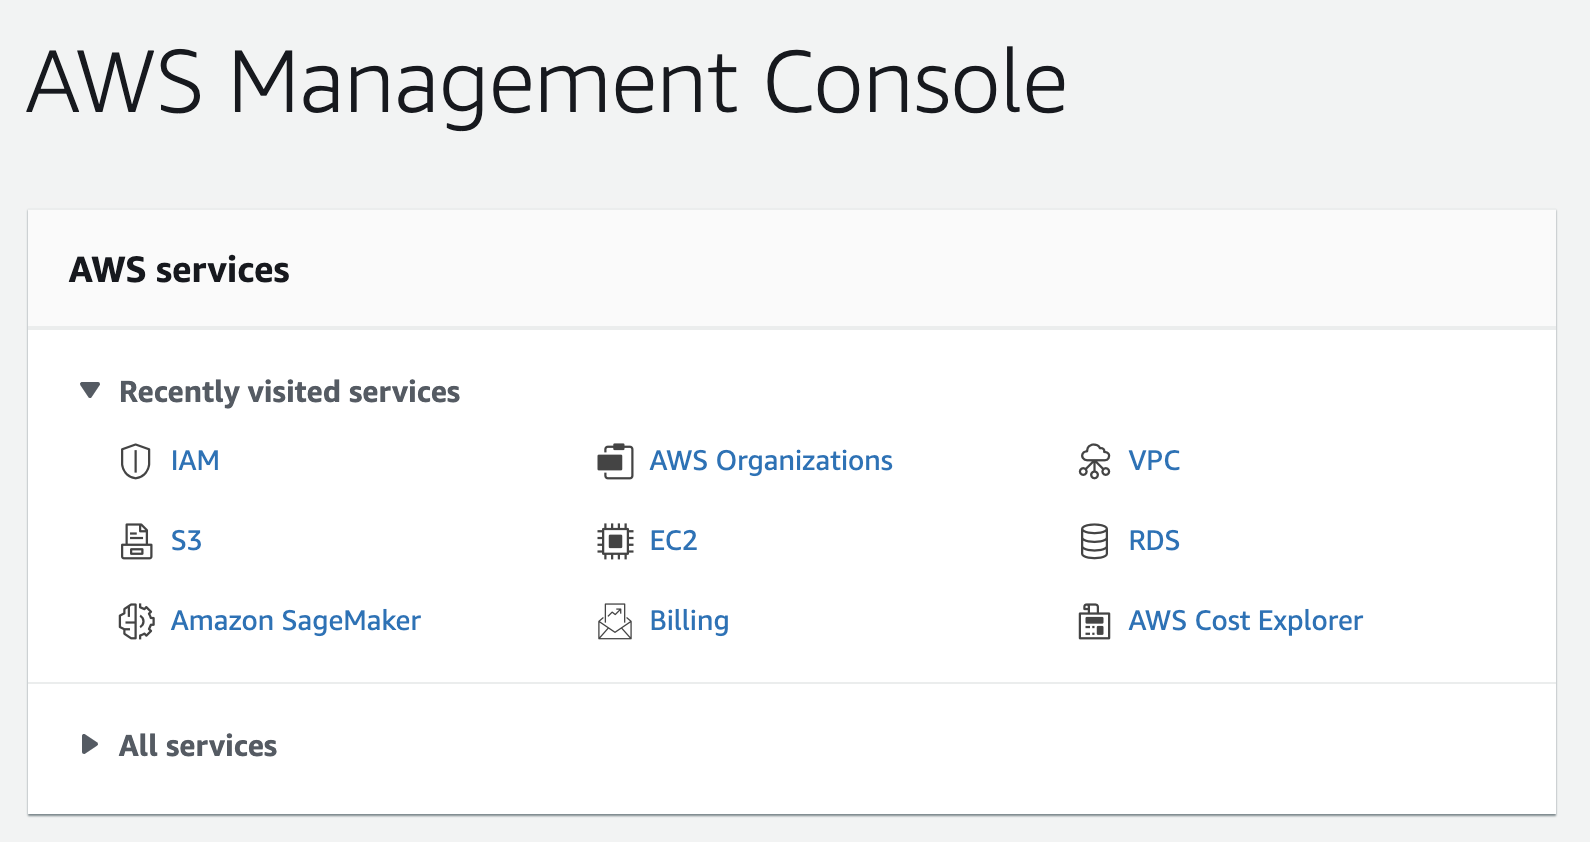 AWS Management Console
AWS services
Recently visited services
IAM
AWS Organizations
VPC
S3
EC2
RDS
Amazon SageMaker
Billing
AWS Cost Explorer
All services